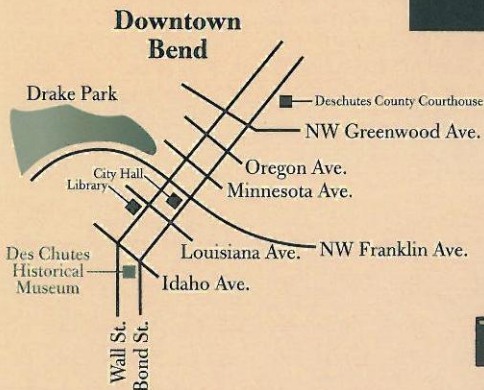 Downtown
Bend
Drake Park
Deschutes County Courthouse
NW Greenwood Ave.
Oregon Ave.
City Hall
Library
Minnesota Ave.
Louisiana Ave.
NW Franklin Ave.
Des Chutes
Historical
Museum
Idaho Ave.
Wall St.
Bond St.